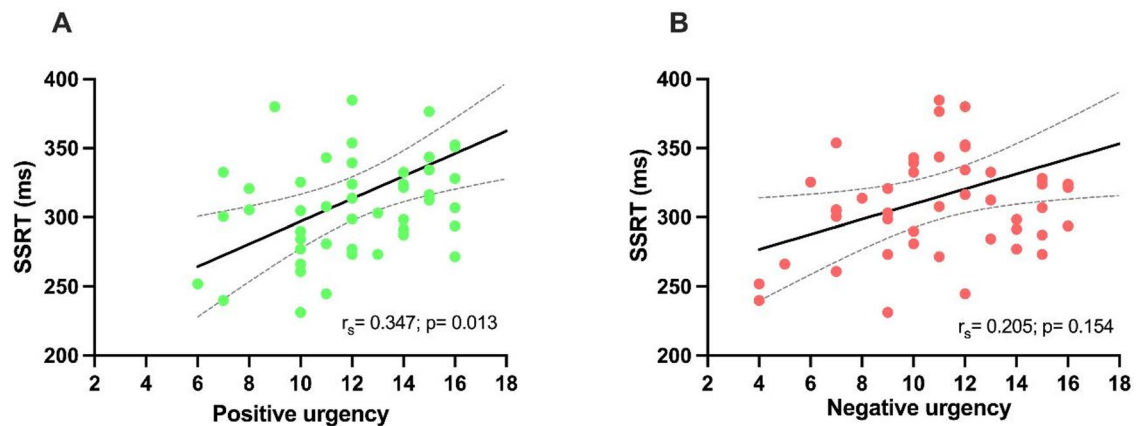 A
SSRT (ms)
400
350
300
250
200
2 4 6 8 10 12 14 16 18
Positive urgency
rs= 0.347; p= 0.013
B
SSRT (ms)
400
350
300
250
200
2 4 6 8 10 12 14 16 18
Negative urgency
rs= 0.205; p= 0.154